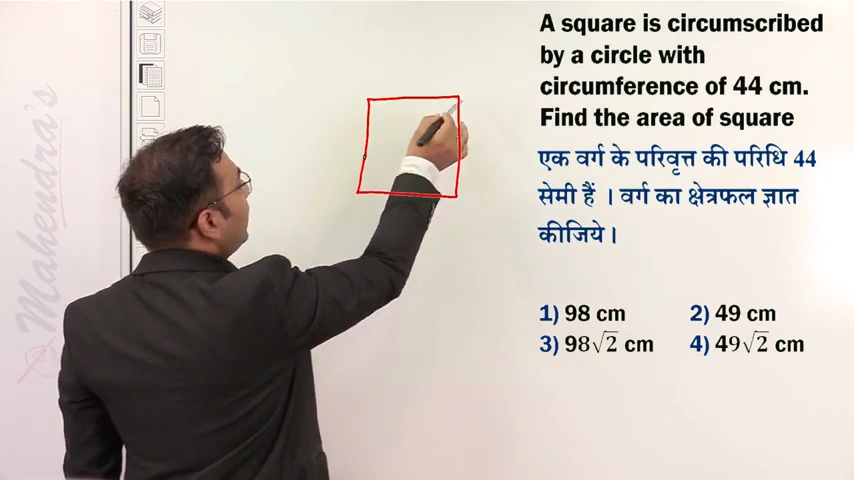 A square is circumscribed
by a circle with
circumference of 44 cm.
Find the area of square
एक वर्ग के परिवृत्त की परिधि 44
सेमी हैं । वर्ग का क्षेत्रफल ज्ञात
कीजिये।
1) 98 cm 2) 49 cm
3) 98√2 cm 4) 49√2 cm
Mahendra's